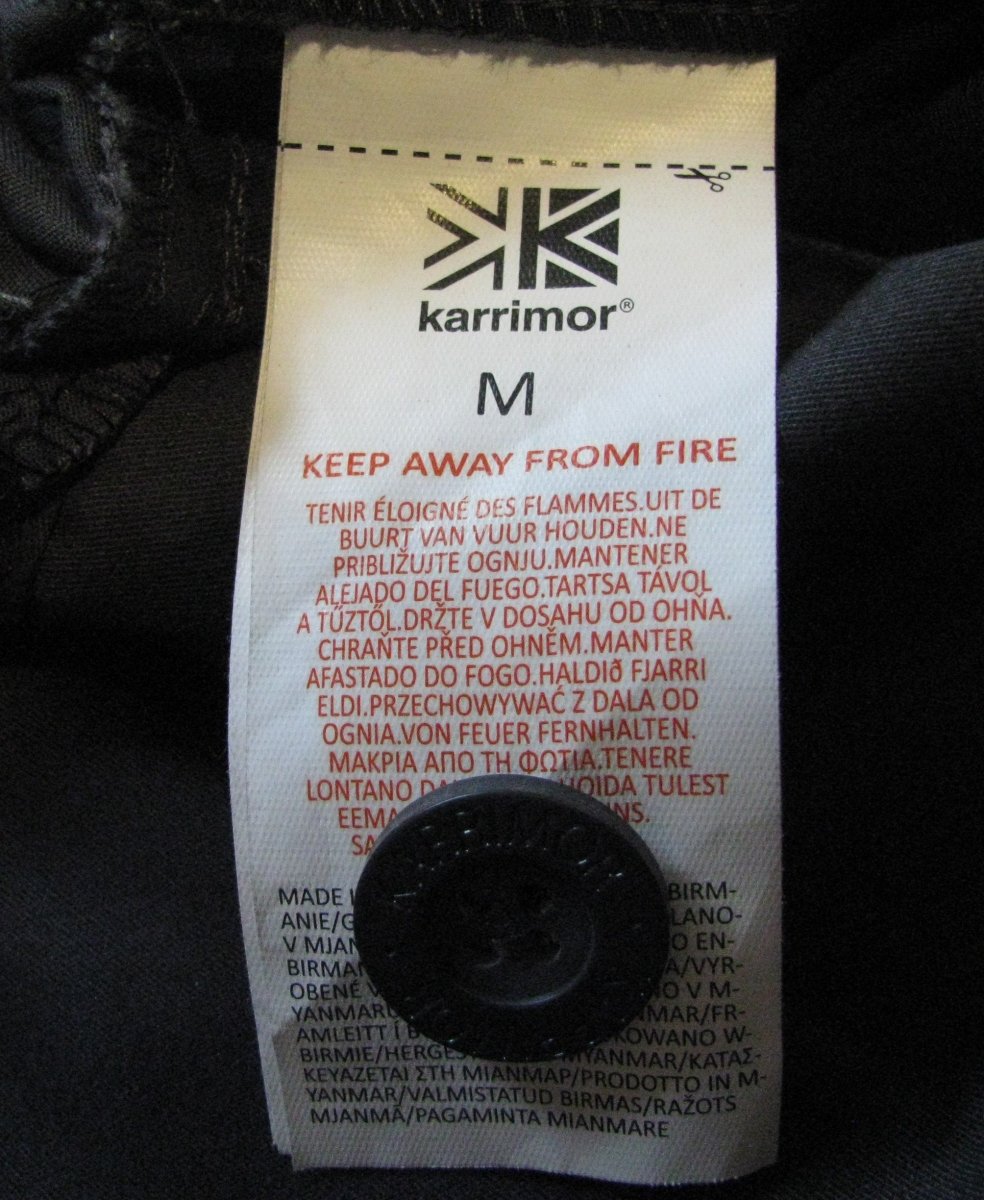 karrimor®
M
KEEP AWAY FROM FIRE
TENIR ÉLOIGNÉ DES FLAMMES.UIT DE
BUURT VAN VUUR HOUDEN.NE
PRIBLIŽUJTE OGNJU.MANTENER
ALEJADO DEL FUEGO.TARTSA TÁVOL
A TŰZTŐL.DRŽTE V DOSAHU OD OHŇA.
CHRAŇTE PŘED OHNĚM.MANTER
AFASTADO DO FOGO.HALDIð FJARRI
ELDI.PRZECHOWYWAĆ Z DALA OD
OGNIA.VON FEUER FERNHALTEN.
ΜΑΚΡΙΑ ΑΠΟ ΤΗ ΦΩΤΙΑ.TENERE
LONTANO HOIDA TULEST
KARRIMOR
MADE BIRM-
ANIE/G LANO-
V MJAN O EN-
BIRMAN A/VYR-
OBENÉ V O V M-
YANMARU NMAR/FR-
AMLEITT Í B KOWANO W-
BIRMIE/HERGES MYANMAR/ΚΑΤΑΣ-
ΚΕΥΑΖΕΤΑΙ ΣΤΗ ΜΙΑΝΜΑΡ/PRODOTTO IN M-
YANMAR/VALMISTATUD BIRMAS/RAŽOTS
MJANMĀ/PAGAMINTA MIANMARE